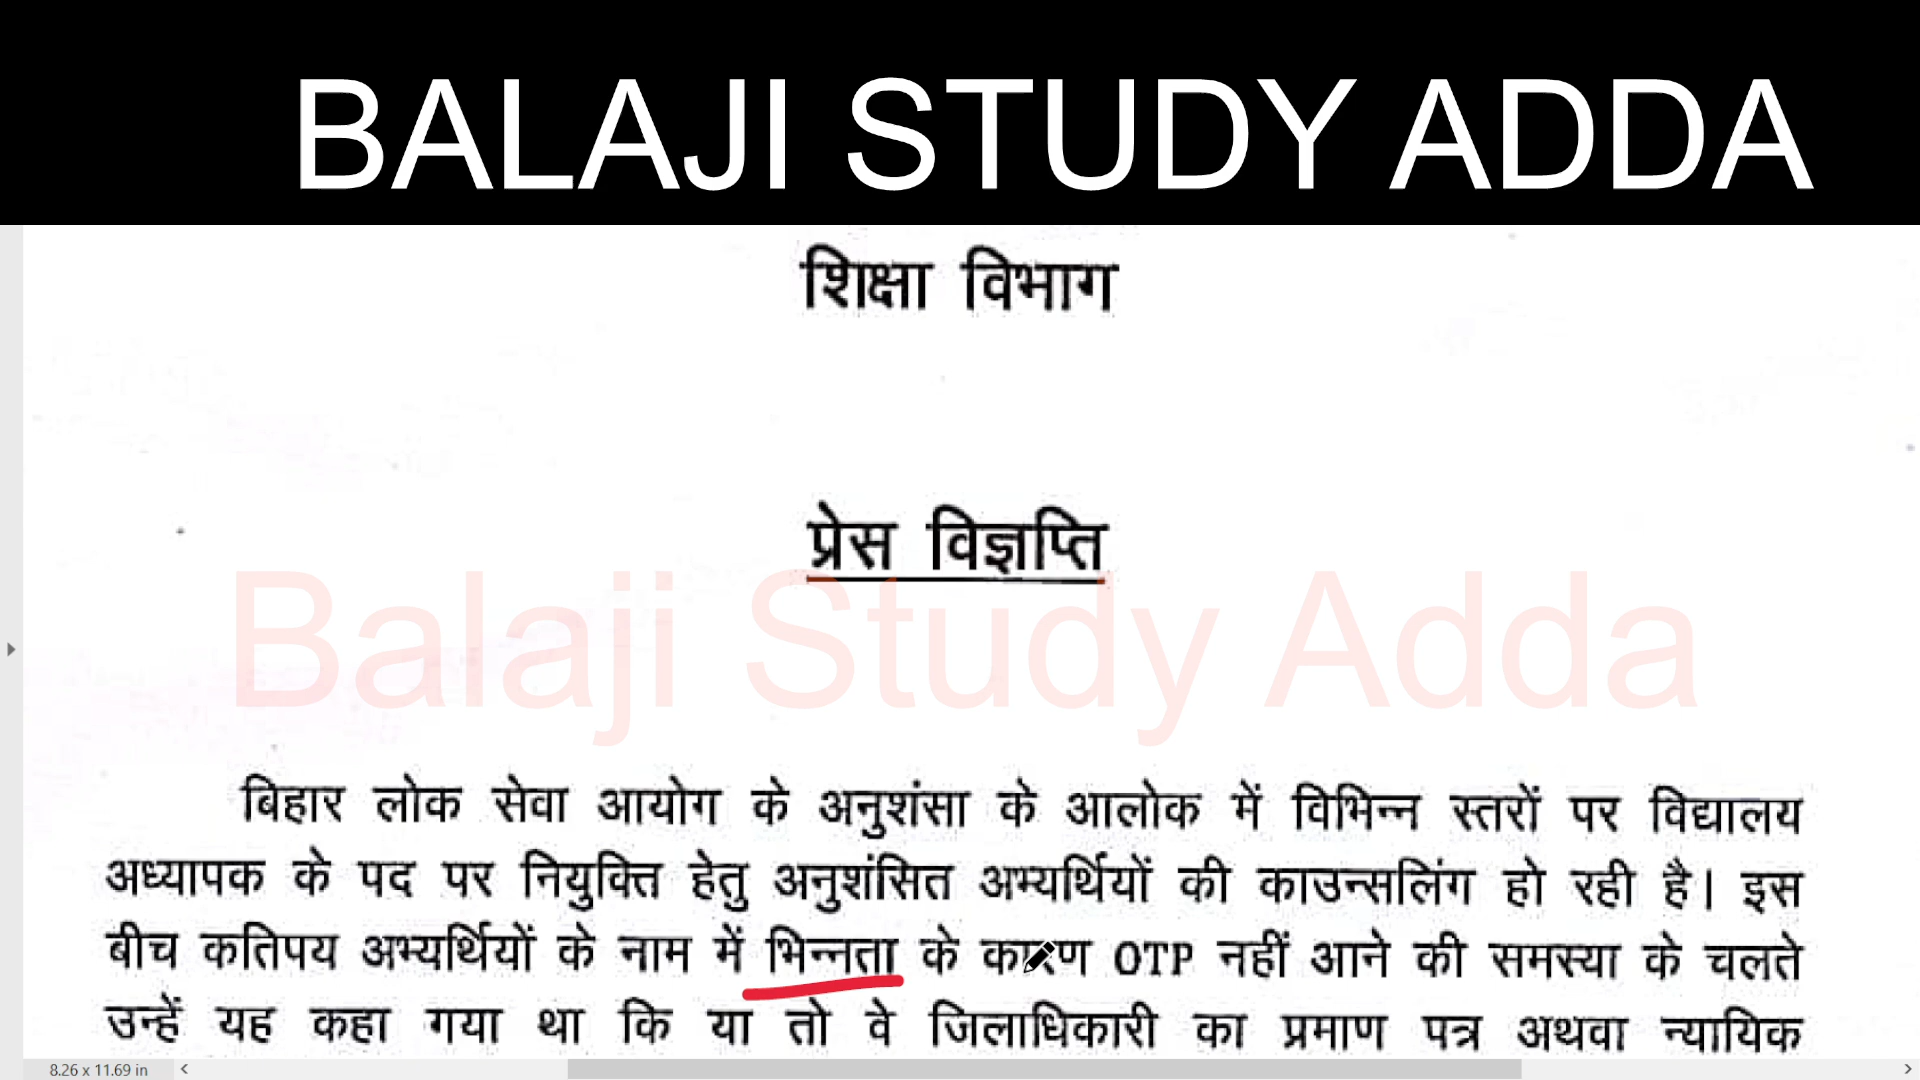 BALAJI STUDY ADDA
शिक्षा विभाग
प्रेस विज्ञप्ति
Balaji Study Adda
बिहार लोक सेवा आयोग के अनुशंसा के आलोक में विभिन्न स्तरों पर विद्यालय
अध्यापक के पद पर नियुक्ति हेतु अनुशंसित अभ्यर्थियों की काउन्सलिंग हो रही है। इस
बीच कतिपय अभ्यर्थियों के नाम में भिन्नता के कारण OTP नहीं आने की समस्या के चलते
उन्हें यह कहा गया था कि या तो वे जिलाधिकारी का प्रमाण पत्र अथवा न्यायिक
8.26 x 11.69 in